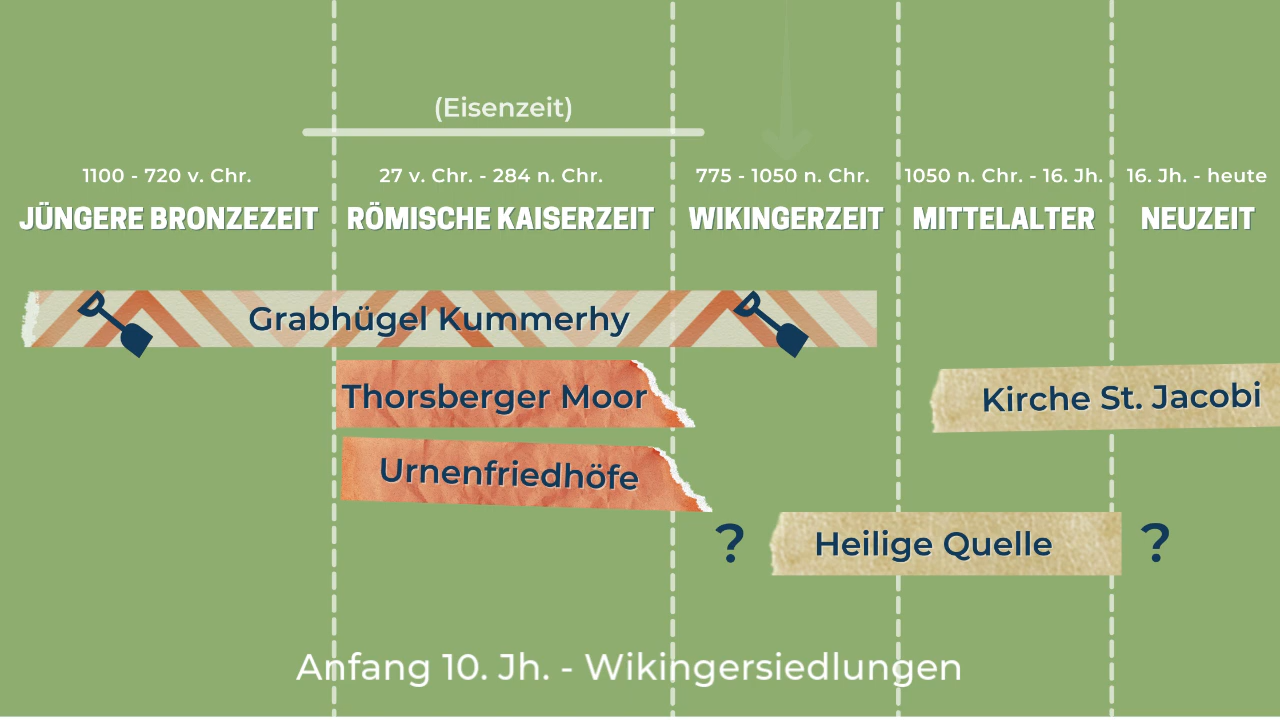 (Eisenzeit)
1100 - 720 v. Chr.
27 v. Chr. - 284 n. Chr.
775 - 1050 n. Chr.
1050 n. Chr. - 16. Jh.
16. Jh. - heute
JÜNGERE BRONZEZEIT
RÖMISCHE KAISERZEIT
WIKINGERZEIT
MITTELALTER
NEUZEIT
Grabhügel Kummerhy
Thorsberger Moor
Kirche St. Jacobi
Urnenfriedhöfe
? Heilige Quelle ?
Anfang 10. Jh. - Wikingersiedlungen